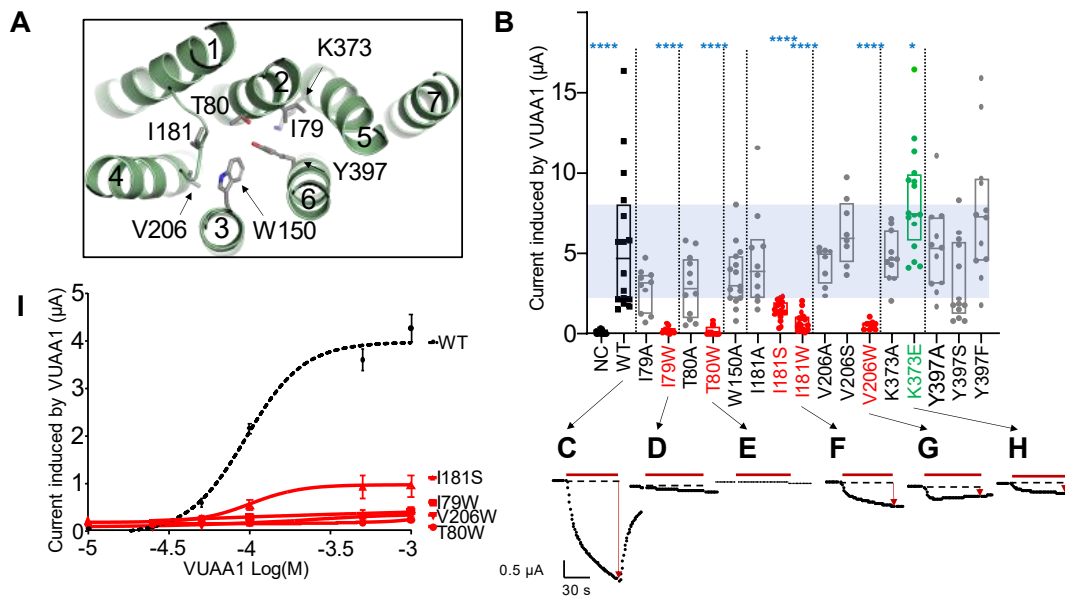 A
1
2
K373
7
T80
I79
I181
5
4
Y397
6
3
V206
W150
B
Current induced by VUAA1 (µA)
15
10
5
0
****
****
****
****
****
****
*
NC
WT
I79A
I79W
T80A
T80W
W150A
I181A
I181S
I181W
V206A
V206S
V206W
K373A
K373E
Y397A
Y397S
Y397F
C
D
E
F
G
H
0.5 µA
30 s
I
Current induced by VUAA1 (µA)
5
4
3
2
1
0
-5
-4.5
-4
-3.5
-3
VUAA1 Log(M)
WT
I181S
I79W
V206W
T80W